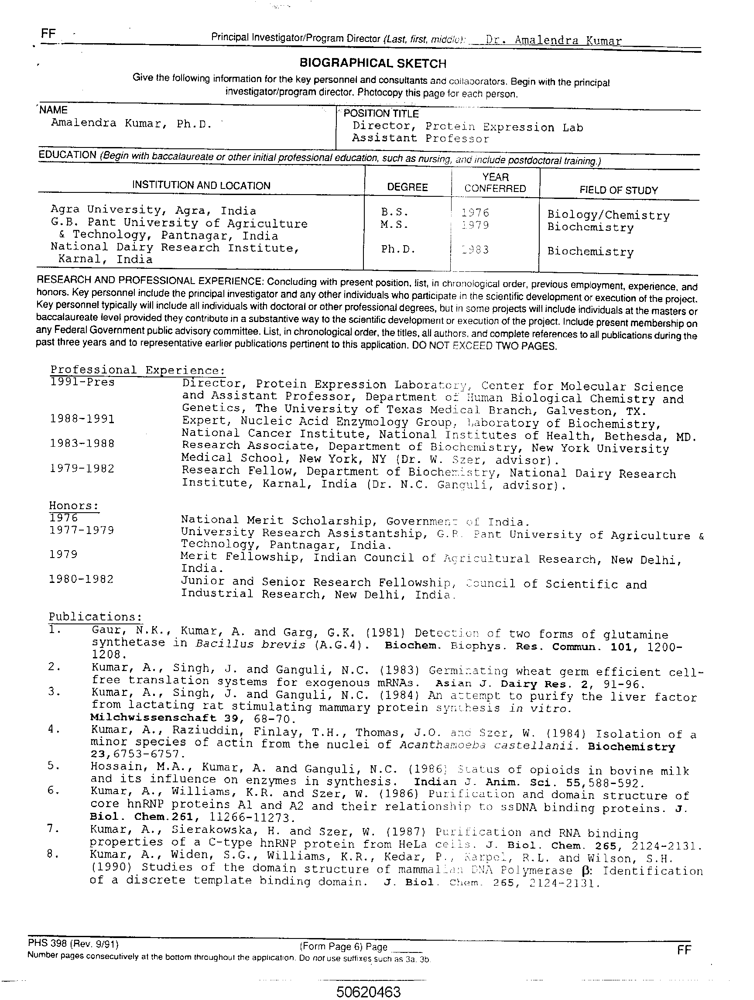 FF
Principal Investigator/Program Director (Last, first, middle): Dr. Amalendra Kumar
BIOGRAPHICAL SKETCH
Give the following information for the key personnel and consultants and collaborators. Begin with the principal
investigator/program director. Photocopy this page for each person.
NAME
Amalendra Kumar, Ph.D.
POSITION TITLE
Director, Protein Expression Lab
Assistant Professor
EDUCATION (Begin with baccalaureate or other initial professional education, such as nursing, and include postdoctoral training.)
INSTITUTION AND LOCATION DEGREE YEAR CONFERRED FIELD OF STUDY
Agra University, Agra, India B.S. 1976 Biology/Chemistry
G.B. Pant University of Agriculture M.S. 1979 Biochemistry
& Technology, Pantnagar, India
National Dairy Research Institute, Ph.D. 1983 Biochemistry
Karnal, India
RESEARCH AND PROFESSIONAL EXPERIENCE: Concluding with present position, list, in chronological order, previous employment, experience, and
honors. Key personnel include the principal investigator and any other individuals who participate in the scientific development or execution of the project.
Key personnel typically will include all individuals with doctoral or other professional degrees, but in some projects will include individuals at the masters or
baccalaureate level provided they contribute in a substantive way to the scientific development or execution of the project. Include present membership on
any Federal Government public advisory committee. List, in chronological order, the titles, all authors, and complete references to all publications during the
past three years and to representative earlier publications pertinent to this application. DO NOT EXCEED TWO PAGES.
Professional Experience:
1991-Pres Director, Protein Expression Laboratory, Center for Molecular Science
and Assistant Professor, Department of Human Biological Chemistry and
Genetics, The University of Texas Medical Branch, Galveston, TX.
1988-1991 Expert, Nucleic Acid Enzymology Group, Laboratory of Biochemistry,
National Cancer Institute, National Institutes of Health, Bethesda, MD.
1983-1988 Research Associate, Department of Biochemistry, New York University
Medical School, New York, NY (Dr. W. Szer, advisor).
1979-1982 Research Fellow, Department of Biochemistry, National Dairy Research
Institute, Karnal, India (Dr. N.C. Ganguli, advisor).
Honors:
1976 National Merit Scholarship, Government of India.
1977-1979 University Research Assistantship, G.B. Pant University of Agriculture &
Technology, Pantnagar, India.
1979 Merit Fellowship, Indian Council of Agricultural Research, New Delhi,
India.
1980-1982 Junior and Senior Research Fellowship, Council of Scientific and
Industrial Research, New Delhi, India.
Publications:
1. Gaur, N.K., Kumar, A. and Garg, G.K. (1981) Detection of two forms of glutamine
synthetase in Bacillus brevis (A.G.4). Biochem. Biophys. Res. Commun. 101, 1200-
1208.
2. Kumar, A., Singh, J. and Ganguli, N.C. (1983) Germinating wheat germ efficient cell-
free translation systems for exogenous mRNAs. Asian J. Dairy Res. 2, 91-96.
3. Kumar, A., Singh, J. and Ganguli, N.C. (1984) An attempt to purify the liver factor
from lactating rat stimulating mammary protein synthesis in vitro.
Milchwissenschaft 39, 68-70.
4. Kumar, A., Raziuddin, Finlay, T.H., Thomas, J.O. and Szer, W. (1984) Isolation of a
minor species of actin from the nuclei of Acanthamoeba castellanii. Biochemistry
23,6753-6757.
5. Hossain, M.A., Kumar, A. and Ganguli, N.C. (1986) Status of opioids in bovine milk
and its influence on enzymes in synthesis. Indian J. Anim. Sci. 55,588-592.
6. Kumar, A., Williams, K.R. and Szer, W. (1986) Purification and domain structure of
core hnRNP proteins A1 and A2 and their relationship to ssDNA binding proteins. J.
Biol. Chem.261, 11266-11273.
7. Kumar, A., Sierakowska, H. and Szer, W. (1987) Purification and RNA binding
properties of a C-type hnRNP protein from HeLa cells. J. Biol. Chem. 265, 2124-2131.
8. Kumar, A., Widen, S.G., Williams, K.R., Kedar, P., Karpel, R.L. and Wilson, S.H.
(1990) Studies of the domain structure of mammalian DNA Polymerase β: Identification
of a discrete template binding domain. J. Biol. Chem. 265, 2124-2131.
PHS 398 (Rev. 9/91) (Form Page 6) Page FF
Number pages consecutively at the bottom throughout the application. Do not use suffixes such as 3a, 3b.
50620463